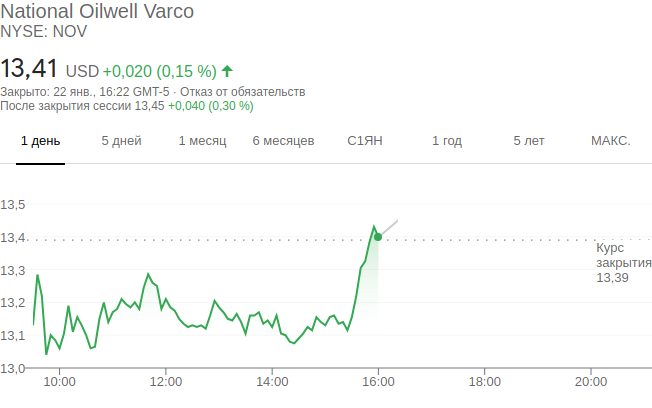 National Oilwell Varco
NYSE: NOV
13,41 USD +0,020 (0,15 %)
Закрыто: 22 янв., 16:22 GMT-5 · Отказ от обязательств
После закрытия сессии 13,45 +0,040 (0,30 %)
1 день 5 дней 1 месяц 6 месяцев С1ЯН 1 год 5 лет МАКС.
13,5
13,4
Курс
закрытия
13,39
13,3
13,2
13,1
13,0
10:00 12:00 14:00 16:00 18:00 20:00